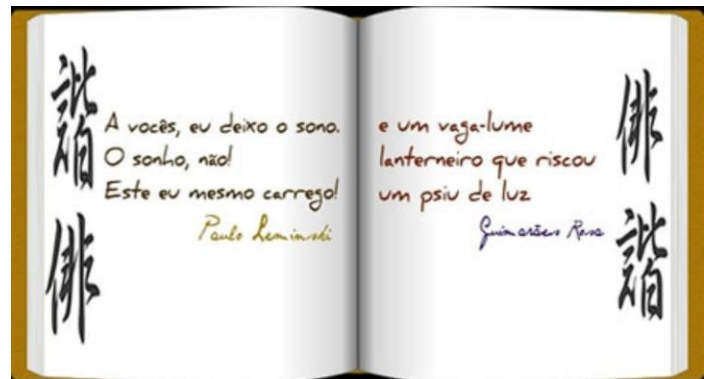 諧俳
A vocês, eu deixo o sono.
O sonho, não!
Este eu mesmo carrego!
Paulo Leminski
e um vaga-lume
lanterneiro que riscou
um psiu de luz
Guimarães Rosa
俳諧